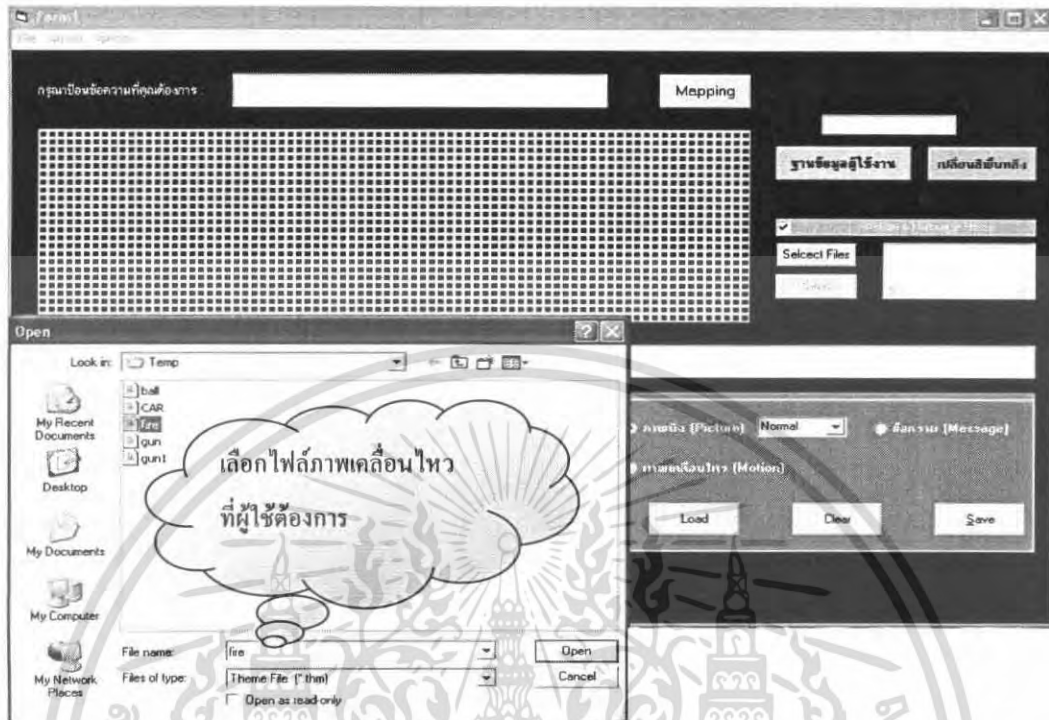 Form1
กรุณาป้อนข้อความที่คุณต้องการ
Mapping
ฐานข้อมูลผู้ใช้งาน
เปลี่ยนสีพื้นหลัง
Selcect Files
Open
Look in:
Temp
My Recent Documents
Desktop
My Documents
My Computer
My Network Places
ball
CAR
fire
gun
gun1
เลือกไฟล์ภาพเคลื่อนไหว
ที่ผู้ใช้ต้องการ
File name:
fire
Open
Files of type:
Theme File (*.thm)
Cancel
Open as read-only
ภาพนิ่ง (Picture)
Normal
ข้อความ (Message)
ภาพเคลื่อนไหว (Motion)
Load
Clear
Save